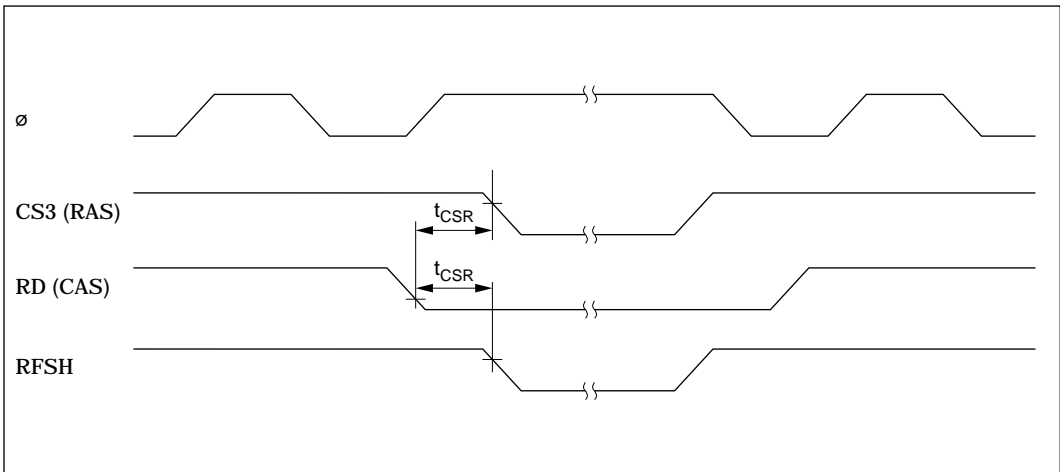 ø
CS3 (RAS)
tCSR
RD (CAS)
tCSR
RFSH